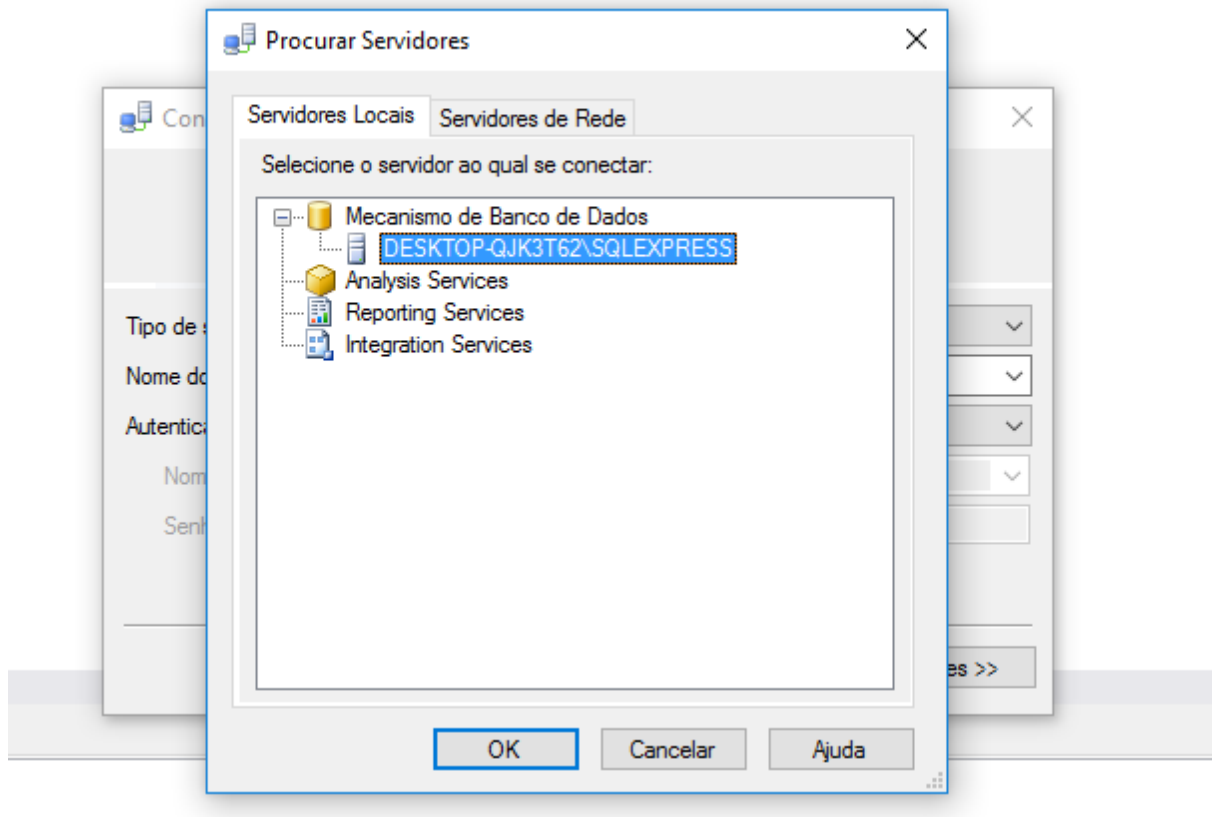 Procurar Servidores
Con
Servidores Locais Servidores de Rede
Selecione o servidor ao qual se conectar:
Mecanismo de Banco de Dados
DESKTOP-QJK3T62\SQLEXPRESS
Analysis Services
Reporting Services
Integration Services
Tipo de
Nome do
Autentica
Nom
Senh
es >>
OK Cancelar Ajuda